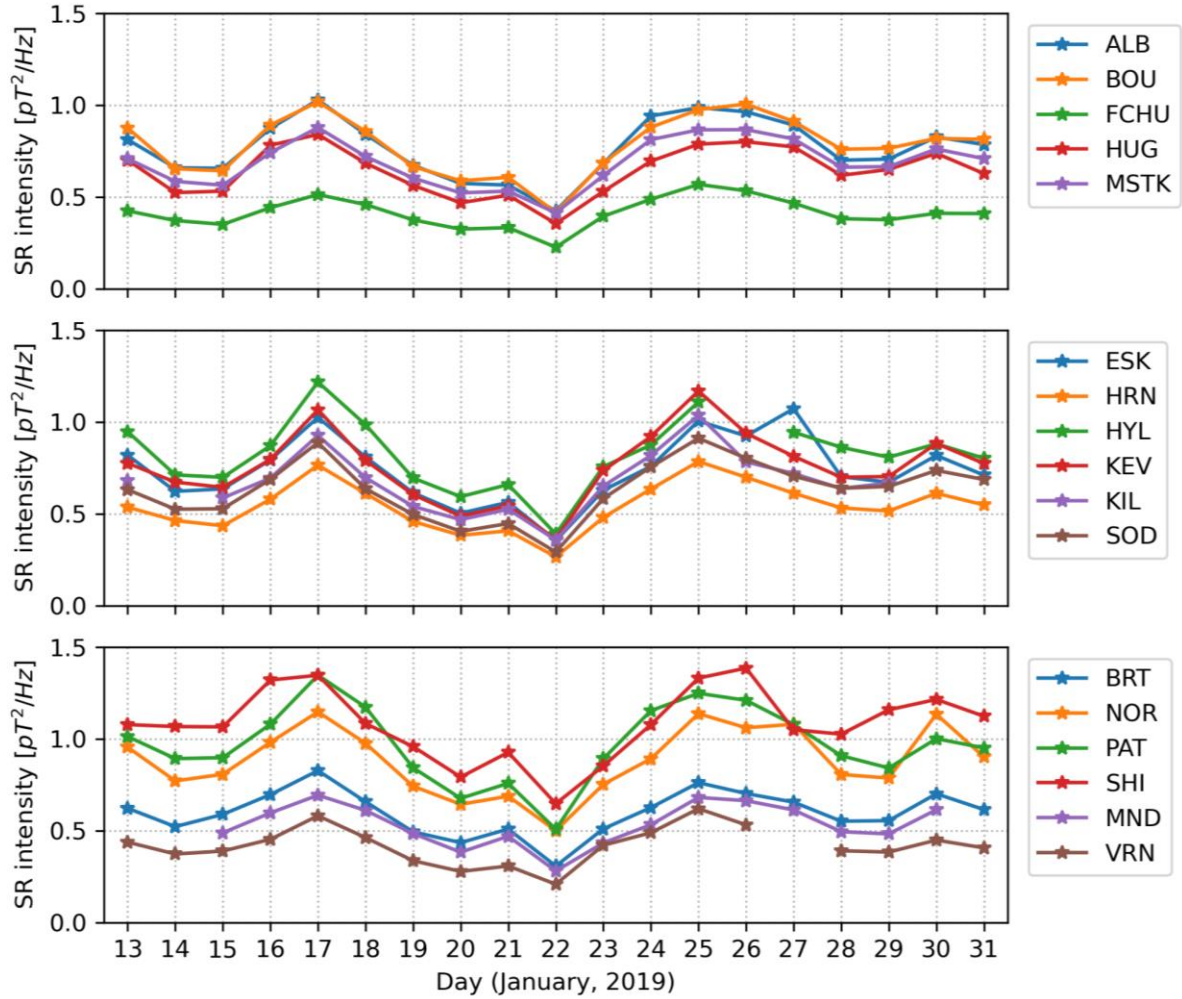 SR intensity [pT²/Hz]
1.5
1.0
0.5
0.0
ALB
BOU
FCHU
HUG
MSTK
SR intensity [pT²/Hz]
1.5
1.0
0.5
0.0
ESK
HRN
HYL
KEV
KIL
SOD
SR intensity [pT²/Hz]
1.5
1.0
0.5
0.0
BRT
NOR
PAT
SHI
MND
VRN
13 14 15 16 17 18 19 20 21 22 23 24 25 26 27 28 29 30 31
Day (January, 2019)